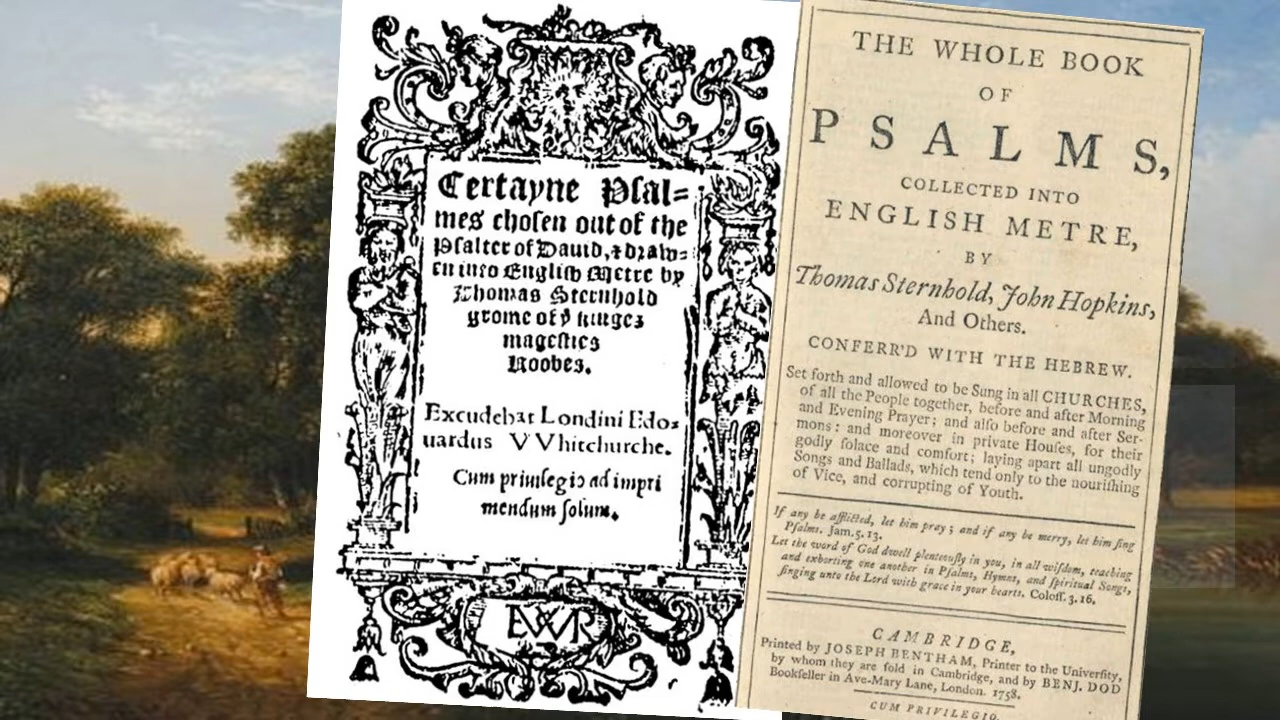 Certayne Psal=
mes chosen out of the
Psalter of Dauid, & draw=
en into English Metre by
Thomas Sternhold
grome of yͤ kinges
magesties
Roobes.
Excudebat Londini Edo=
uardus VVhitchurche.
Cum priuilegio ad impri
mendum solum.
EWR
THE WHOLE BOOK
OF
PSALMS,
COLLECTED INTO
ENGLISH METRE,
BY
Thomas Sternhold, John Hopkins,
And Others.
CONFERR'D WITH THE HEBREW.
Set forth and allowed to be Sung in all CHURCHES,
of all the People together, before and after Morning
and Evening Prayer; and alſo before and after Ser-
mons: and moreover in private Houſes, for their
godly ſolace and comfort; laying apart all ungodly
Songs and Ballads, which tend only to the nouriſhing
of Vice, and corrupting of Youth.
If any be afflicted, let him pray; and if any be merry, let him ſing
Pſalms. Jam. 5. 13.
Let the word of God dwell plenteouſly in you, in all wiſdom, teaching
and exhorting one another in Pſalms, Hymns, and ſpiritual Songs,
ſinging unto the Lord with grace in your hearts. Coloſſ. 3. 16.
CAMBRIDGE,
Printed by JOSEPH BENTHAM, Printer to the Univerſity,
by whom they are ſold in Cambridge, and by BENJ. DOD
Bookſeller in Ave-Mary Lane, London. 1758.
CUM PRIVILEGIO.